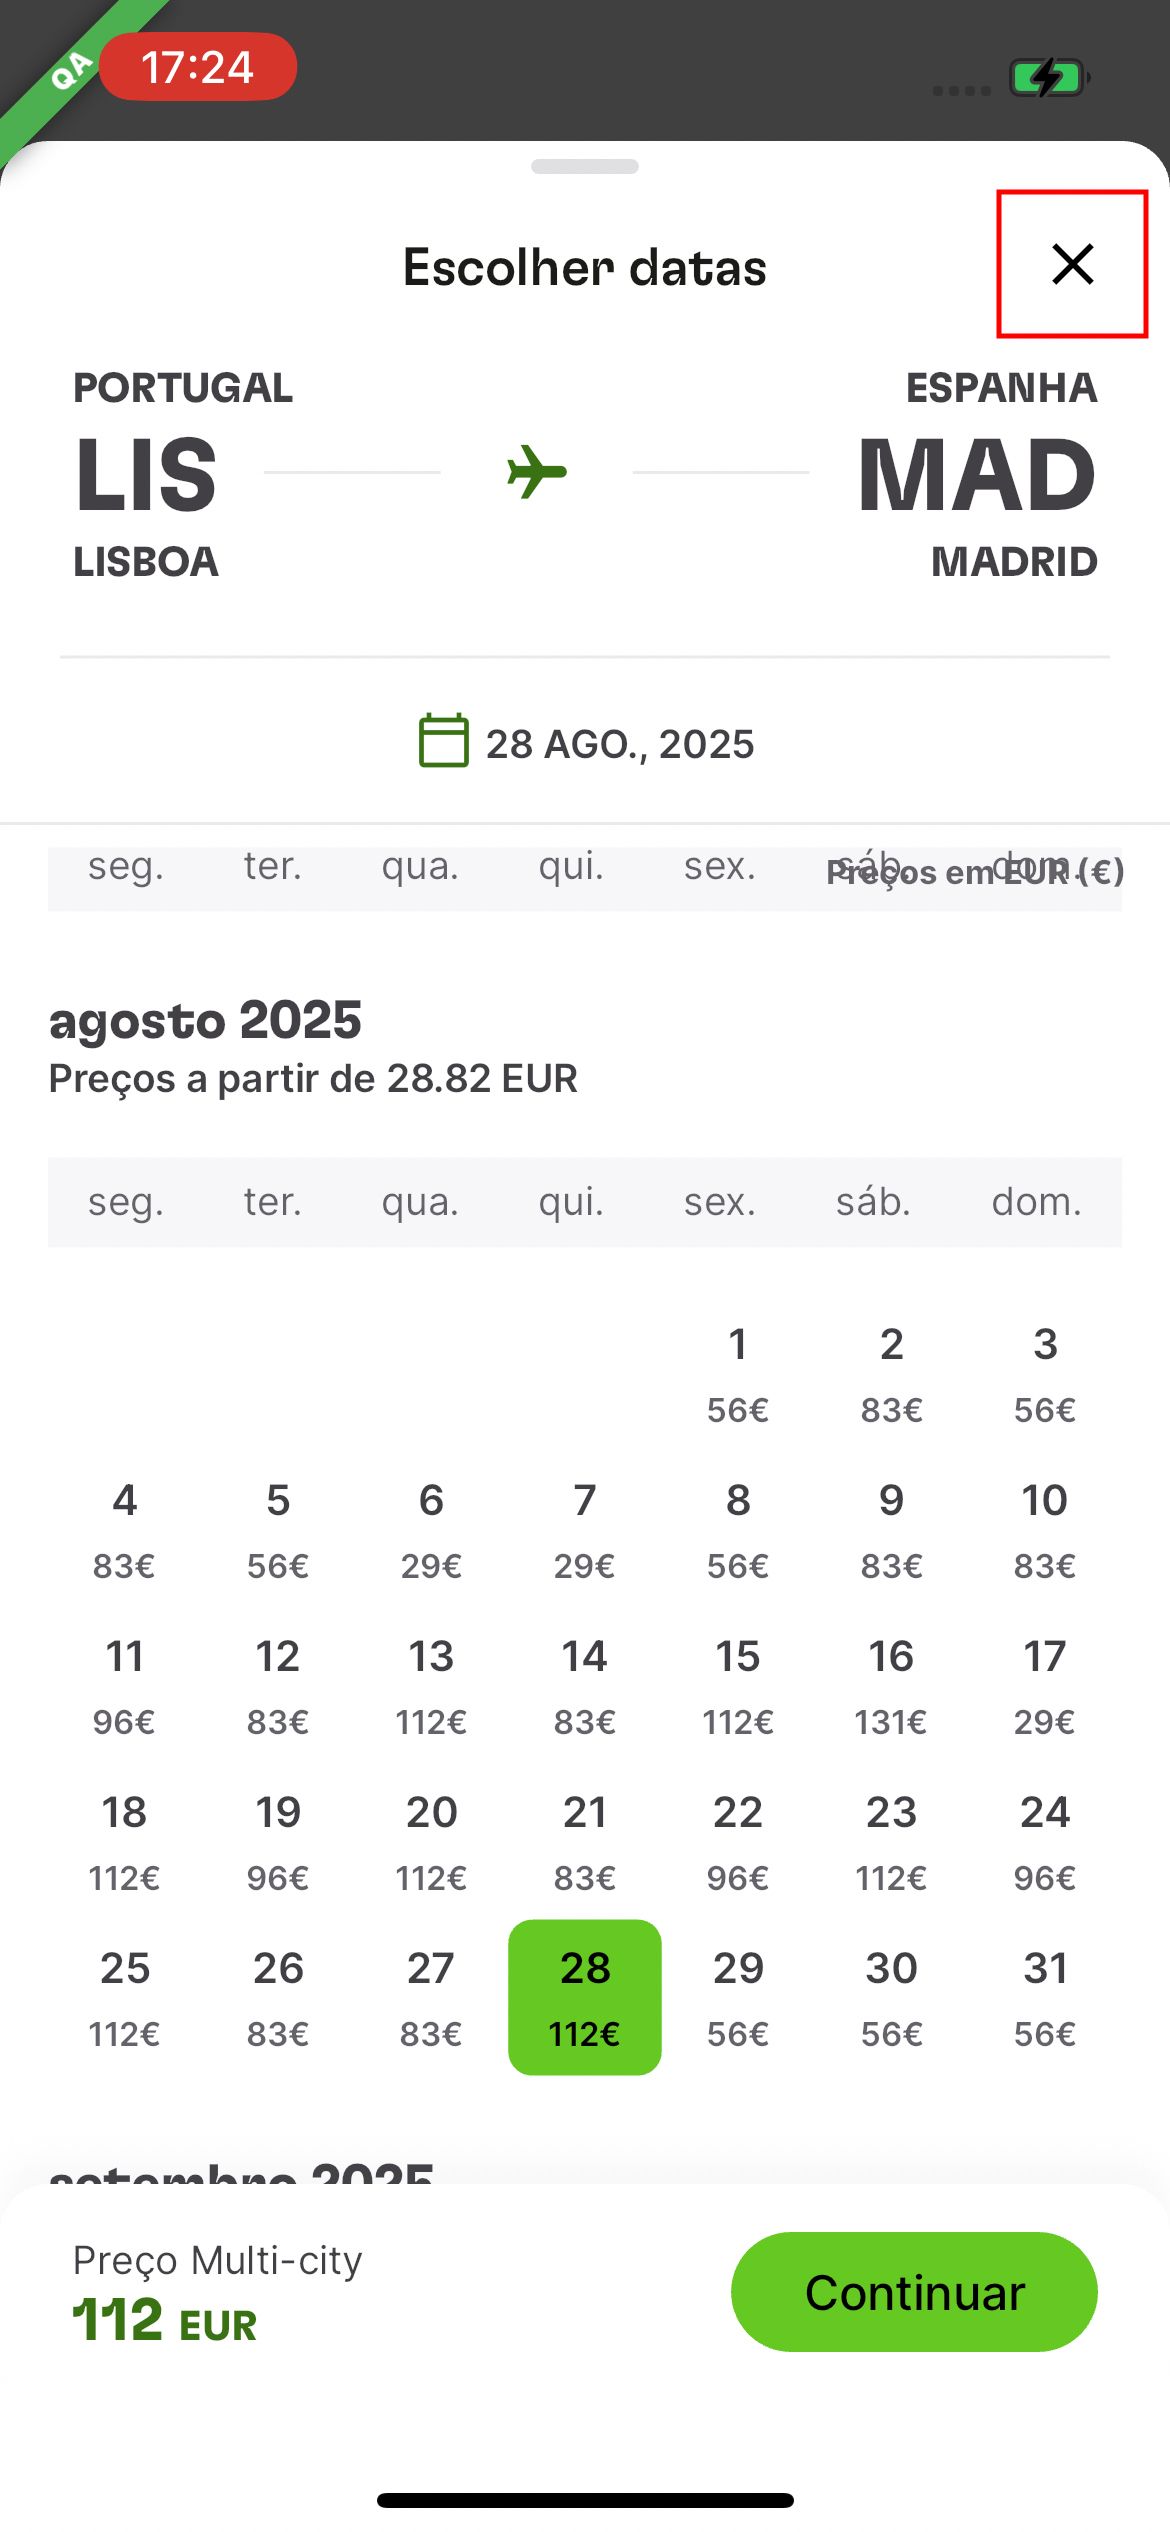 QA
17:24
Escolher datas
PORTUGAL ESPANHA
LIS MAD
LISBOA MADRID
28 AGO., 2025
seg. ter. qua. qui. sex. sáb. dom.
Preços em EUR (€)
agosto 2025
Preços a partir de 28.82 EUR
seg. ter. qua. qui. sex. sáb. dom.
1 2 3
56€ 83€ 56€
4 5 6 7 8 9 10
83€ 56€ 29€ 29€ 56€ 83€ 83€
11 12 13 14 15 16 17
96€ 83€ 112€ 83€ 112€ 131€ 29€
18 19 20 21 22 23 24
112€ 96€ 112€ 83€ 96€ 112€ 96€
25 26 27 28 29 30 31
112€ 83€ 83€ 112€ 56€ 56€ 56€
setembro 2025
Preço Multi-city
112 EUR
Continuar